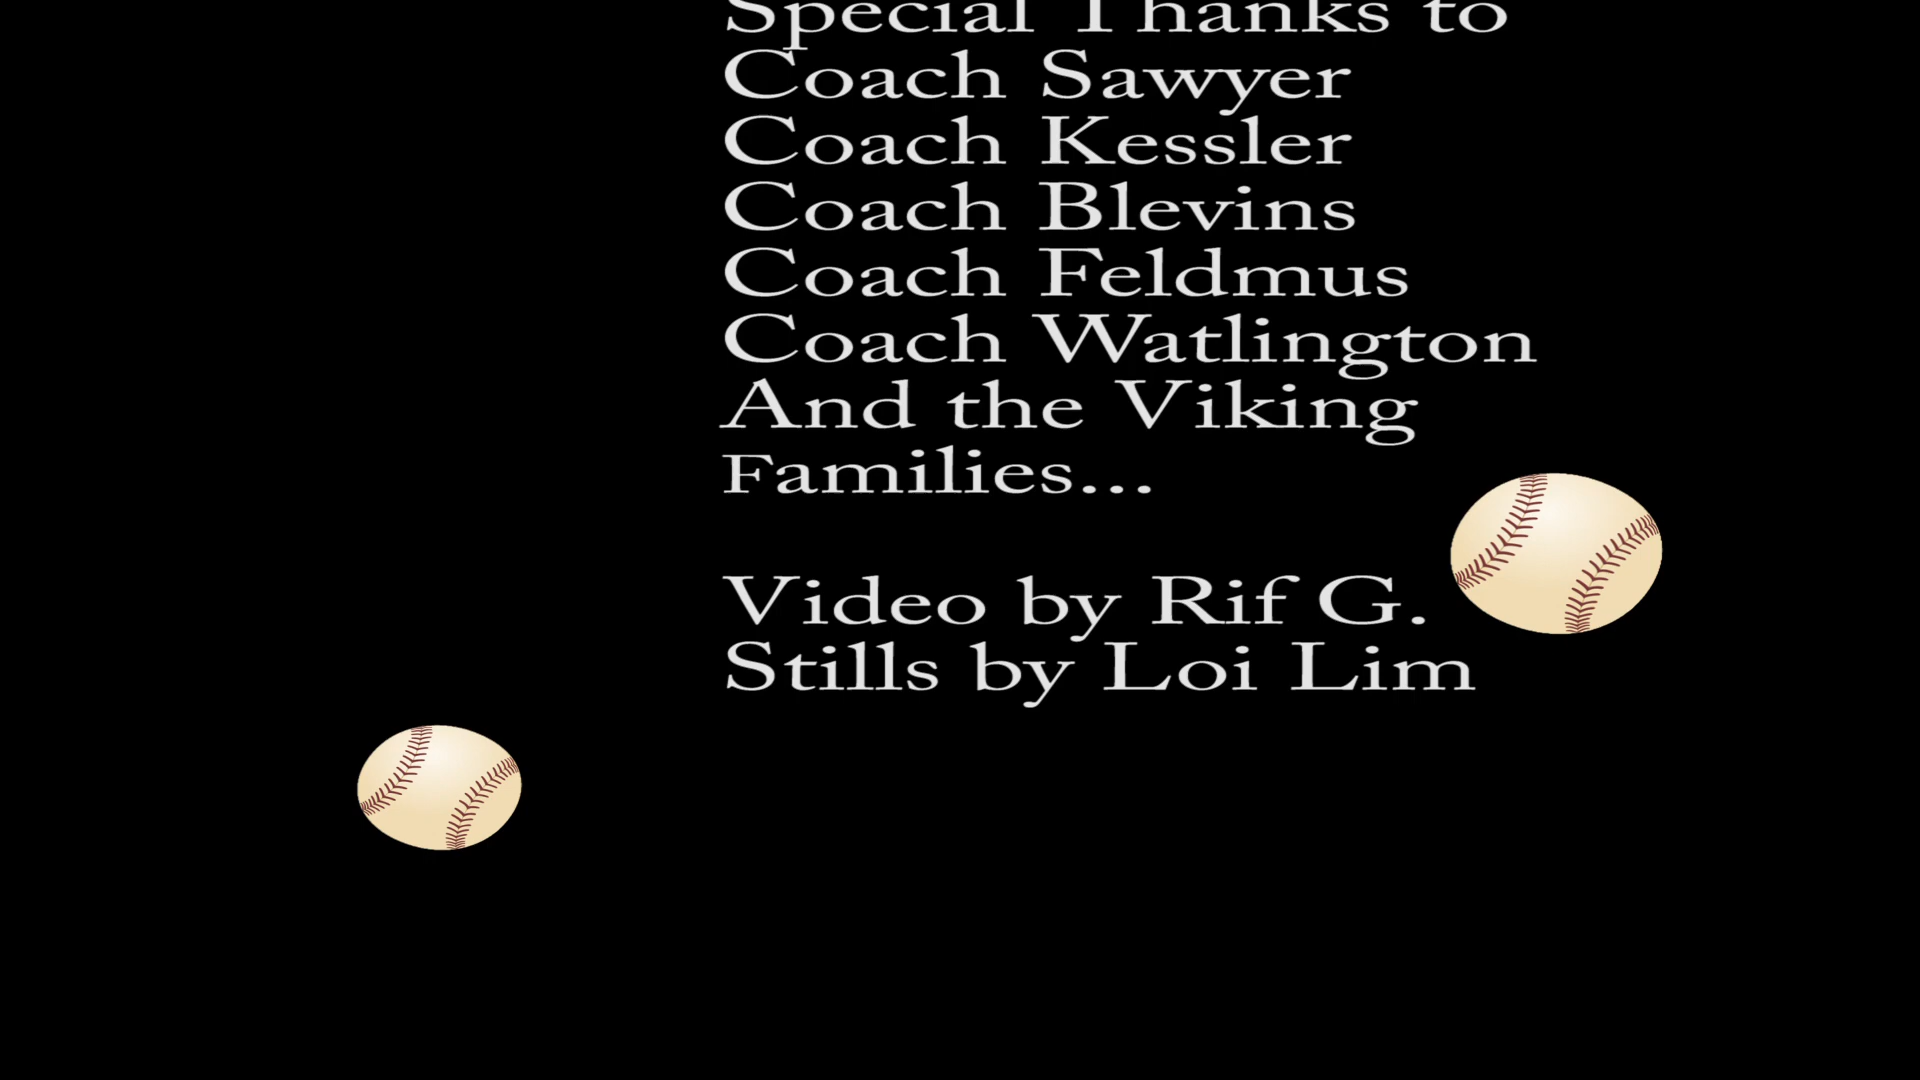 Special Thanks to
Coach Sawyer
Coach Kessler
Coach Blevins
Coach Feldmus
Coach Watlington
And the Viking
Families...
Video by Rif G.
Stills by Loi Lim